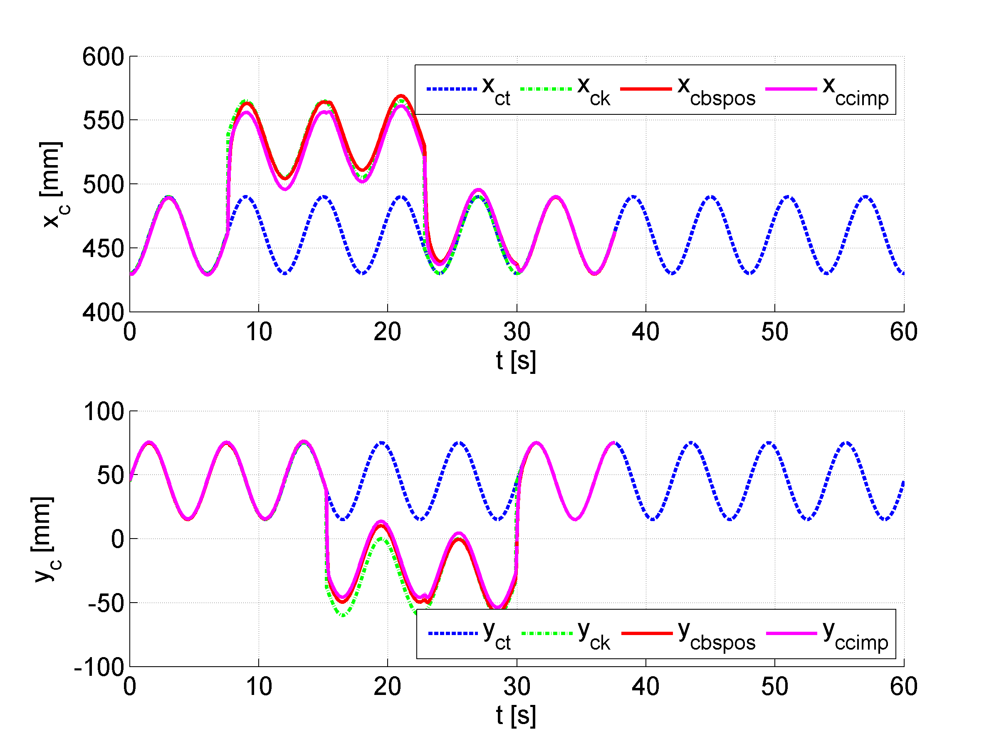 600
550
500
450
400
x_c [mm]
x_ct x_ck x_cbspos x_ccimp
0 10 20 30 40 50 60
t [s]
100
50
0
-50
-100
y_c [mm]
y_ct y_ck y_cbspos y_ccimp
0 10 20 30 40 50 60
t [s]